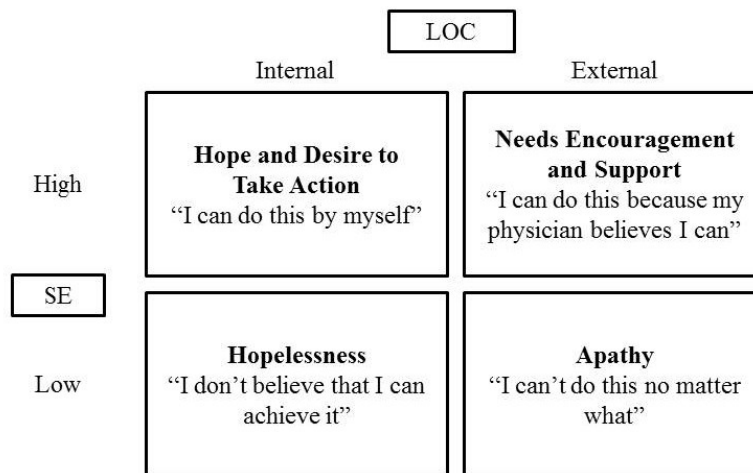 LOC
Internal
External
High
Hope and Desire to
Take Action
“I can do this by myself”
Needs Encouragement
and Support
“I can do this because my
physician believes I can”
SE
Low
Hopelessness
“I don’t believe that I can
achieve it”
Apathy
“I can’t do this no matter
what”